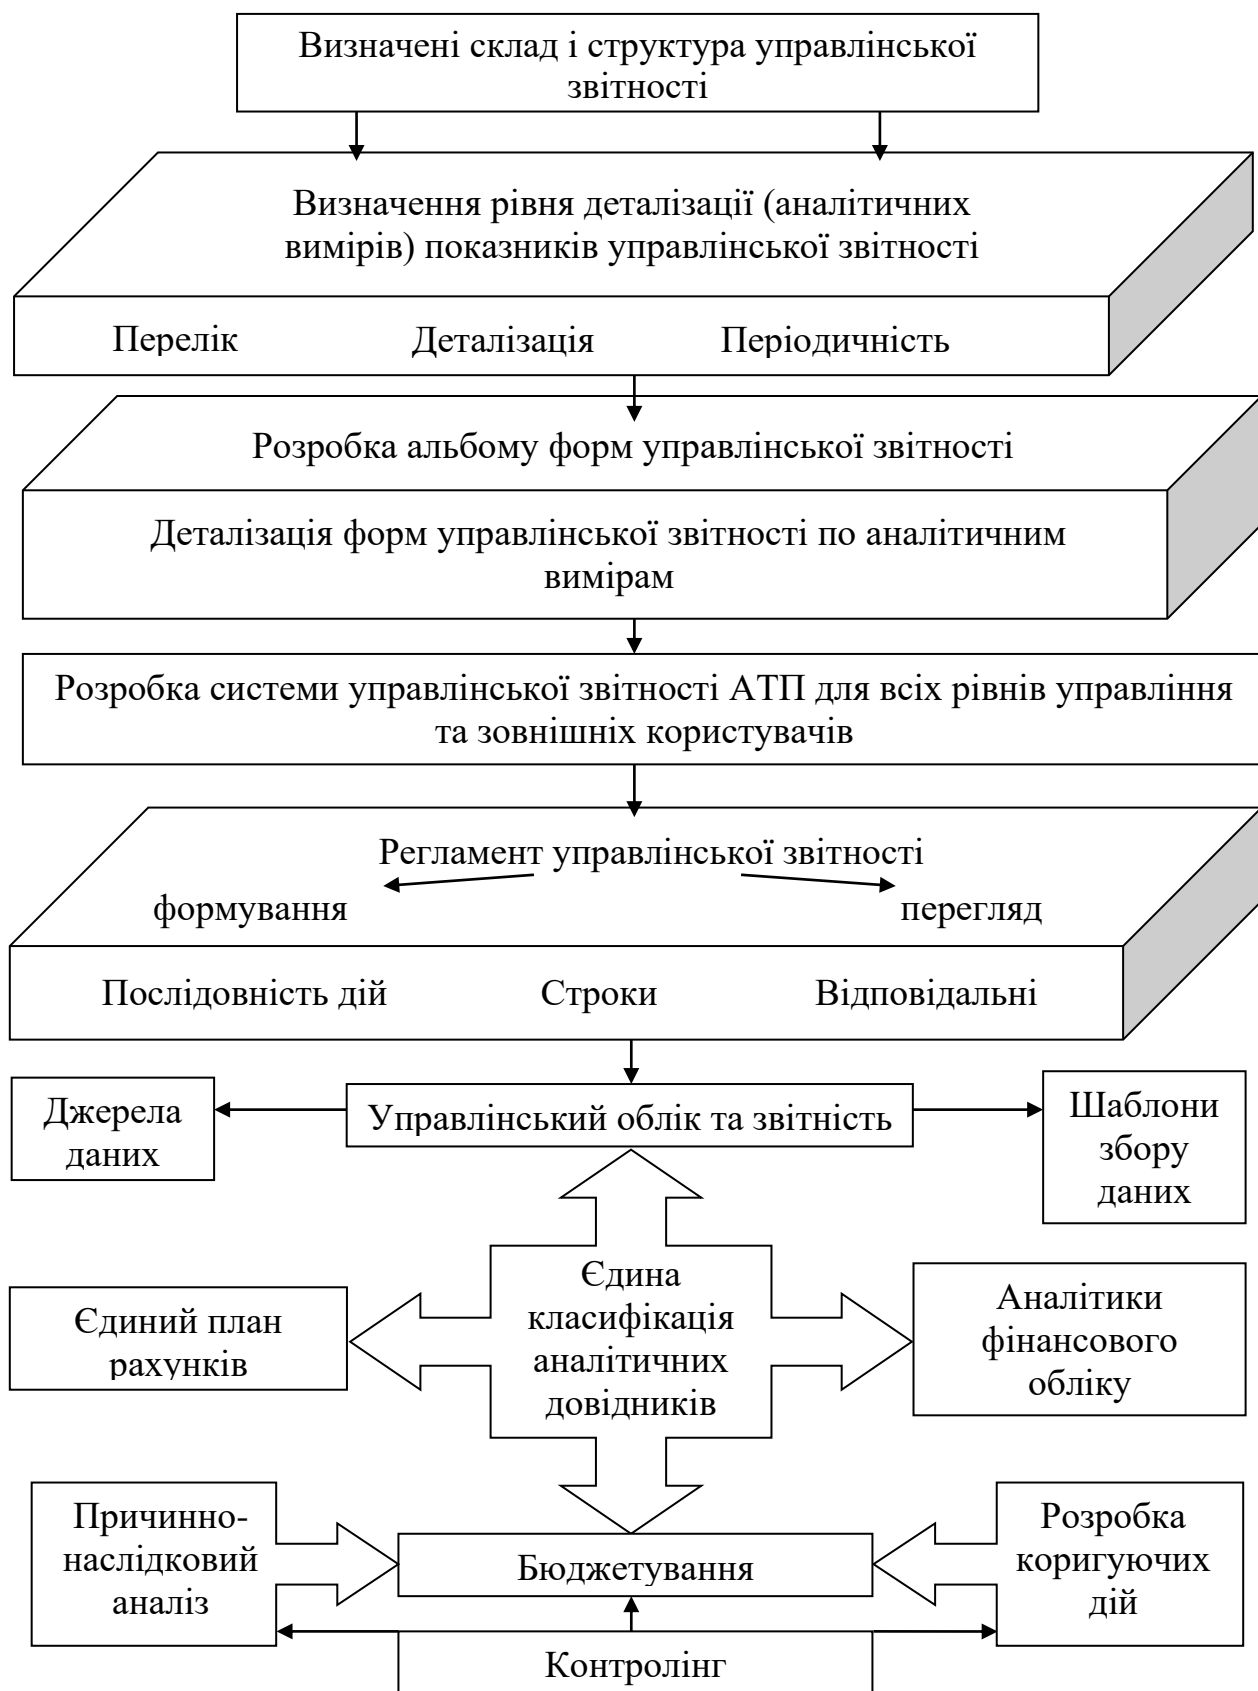 Визначені склад і структура управлінської
звітності
Визначення рівня деталізації (аналітичних
вимірів) показників управлінської звітності
Перелік Деталізація Періодичність
Розробка альбому форм управлінської звітності
Деталізація форм управлінської звітності по аналітичним
вимірам
Розробка системи управлінської звітності АТП для всіх рівнів управління
та зовнішніх користувачів
Регламент управлінської звітності
формування перегляд
Послідовність дій Строки Відповідальні
Джерела
даних
Управлінський облік та звітність
Шаблони
збору
даних
Єдиний план
рахунків
Єдина
класифікація
аналітичних
довідників
Аналітики
фінансового
обліку
Причинно-
наслідковий
аналіз
Бюджетування
Розробка
коригуючих
дій
Контролінг